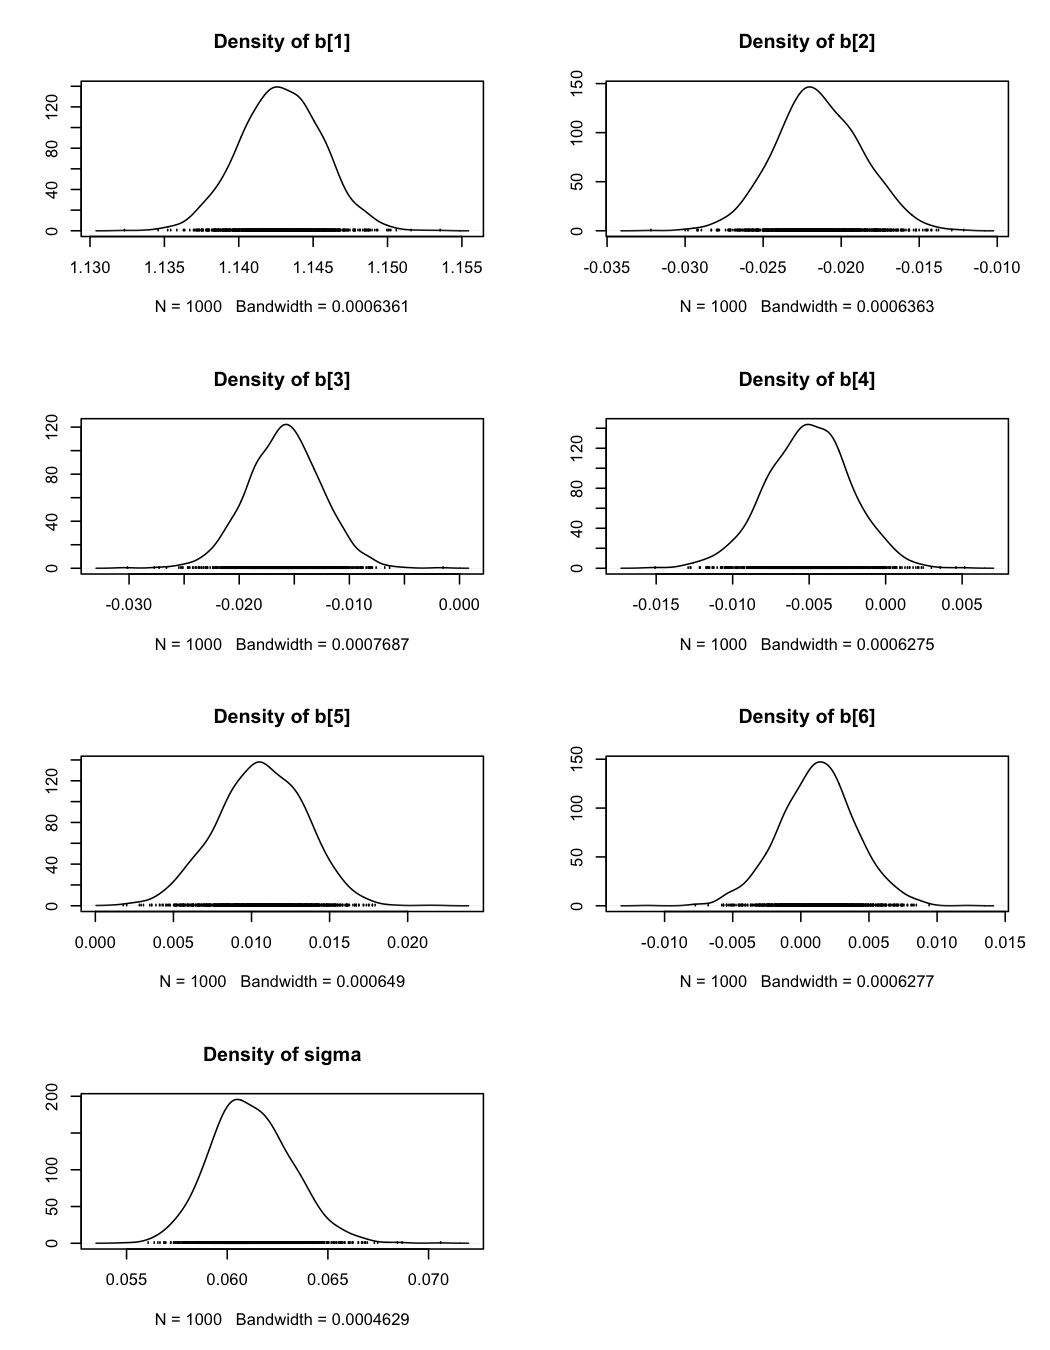 Density of b[1]
120
80
40
0
1.130 1.135 1.140 1.145 1.150 1.155
N = 1000 Bandwidth = 0.0006361
Density of b[2]
150
100
50
0
-0.035 -0.030 -0.025 -0.020 -0.015 -0.010
N = 1000 Bandwidth = 0.0006363
Density of b[3]
120
80
40
0
-0.030 -0.020 -0.010 0.000
N = 1000 Bandwidth = 0.0007687
Density of b[4]
120
80
40
0
-0.015 -0.010 -0.005 0.000 0.005
N = 1000 Bandwidth = 0.0006275
Density of b[5]
120
80
40
0
0.000 0.005 0.010 0.015 0.020
N = 1000 Bandwidth = 0.000649
Density of b[6]
150
100
50
0
-0.010 -0.005 0.000 0.005 0.010 0.015
N = 1000 Bandwidth = 0.0006277
Density of sigma
200
100
50
0
0.055 0.060 0.065 0.070
N = 1000 Bandwidth = 0.0004629